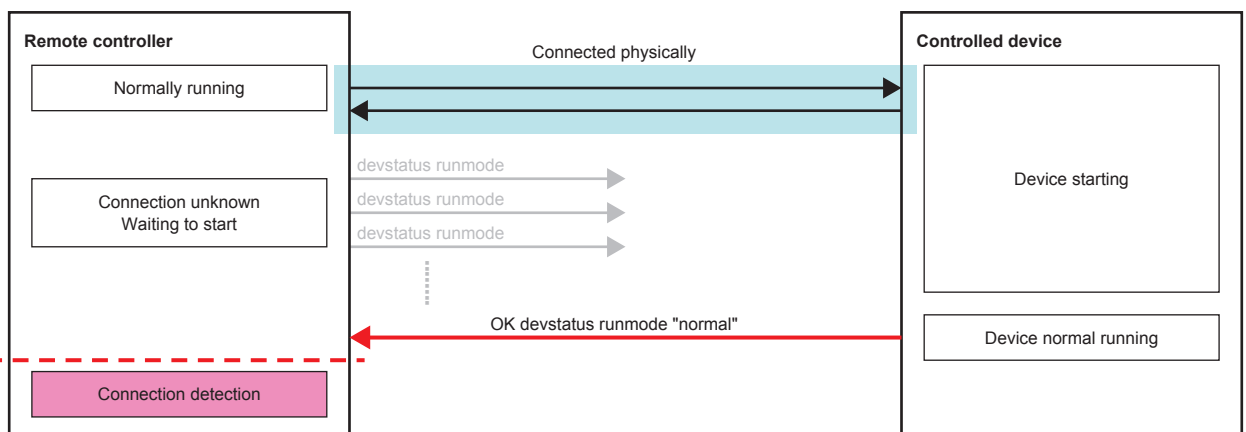 Remote controller
Connected physically
Controlled device
Normally running
devstatus runmode
Connection unknown
Waiting to start
devstatus runmode
devstatus runmode
Device starting
OK devstatus runmode "normal"
Device normal running
Connection detection